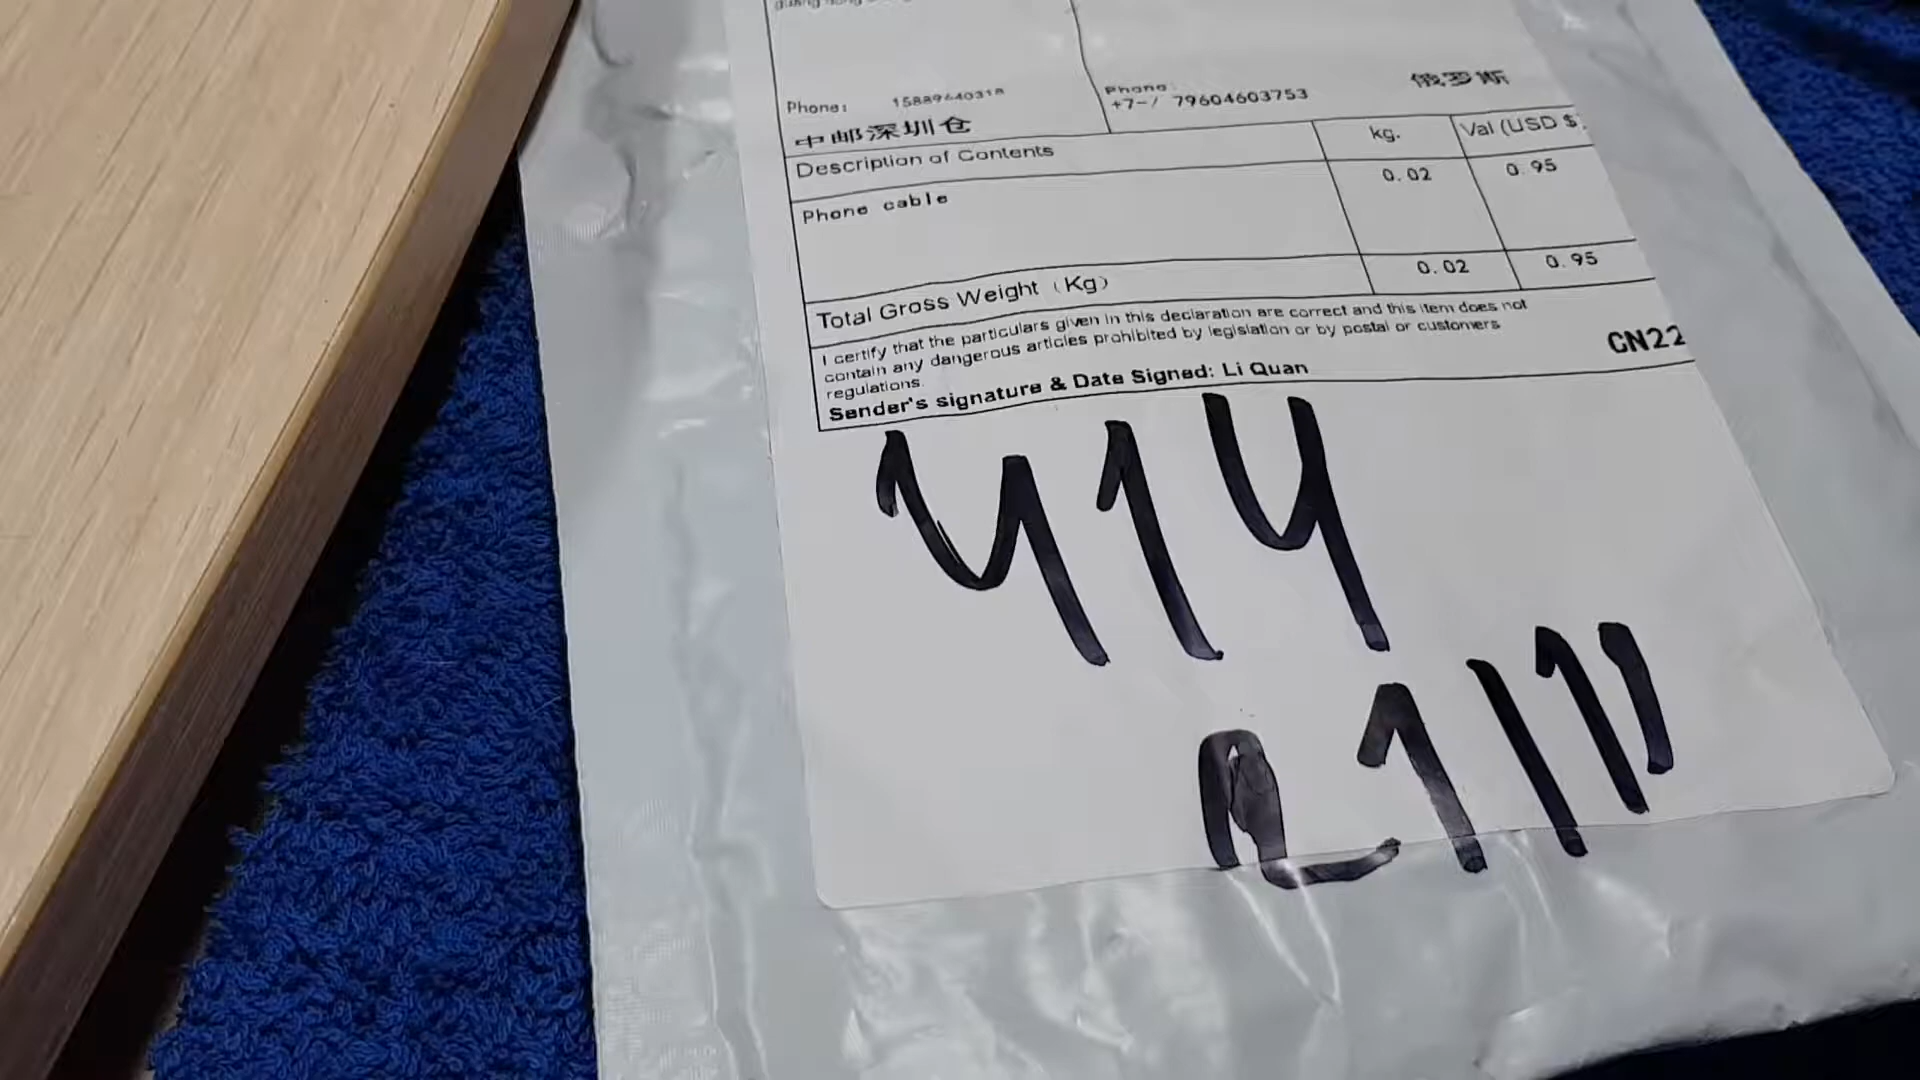 Phone: 15889640318
中邮深圳仓
Phone:
+7-/ 79604603753
俄罗斯
Description of Contents kg. Val (USD $)
Phone cable 0.02 0.95
Total Gross Weight (Kg) 0.02 0.95
I certify that the particulars given in this declaration are correct and this item does not
contain any dangerous articles prohibited by legislation or by postal or customers
regulations.
Sender's signature & Date Signed: Li Quan
CN22
414